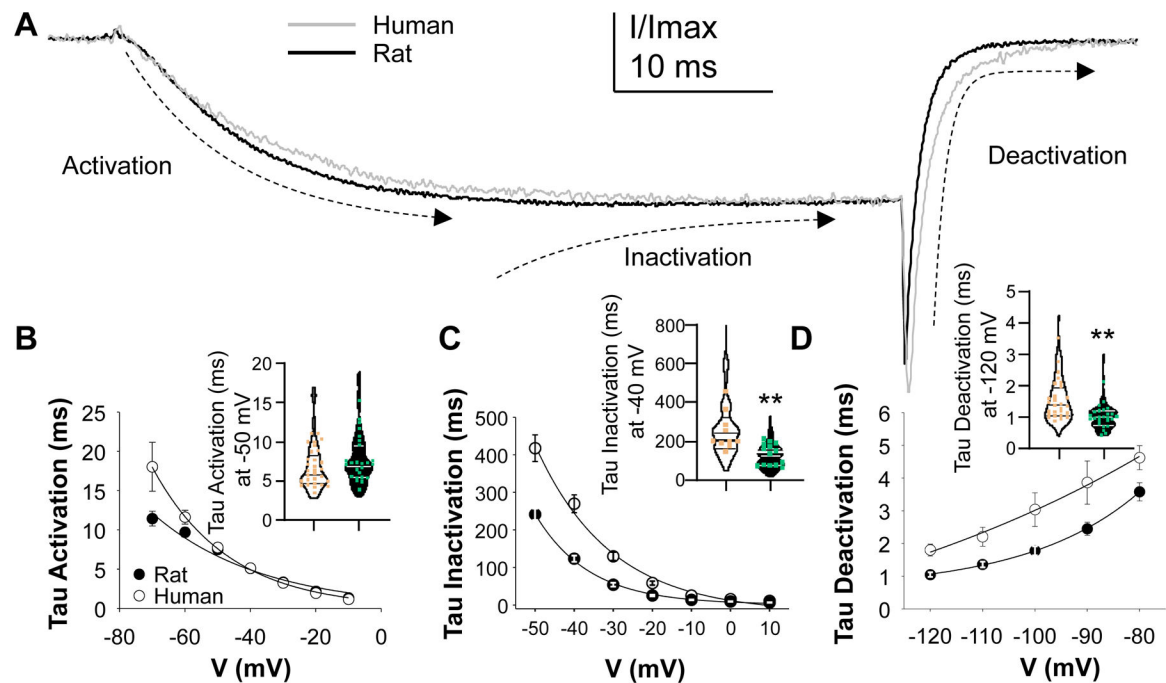 A
Human
Rat
I/Imax
10 ms
Activation
Inactivation
Deactivation
B
Tau Activation (ms)
25
20
15
10
5
0
-80
-60
-40
-20
0
V (mV)
Rat
Human
Tau Activation (ms)
at -50 mV
20
15
10
5
0
C
Tau Inactivation (ms)
500
400
300
200
100
0
-50
-40
-30
-20
-10
0
10
V (mV)
Tau Inactivation (ms)
at -40 mV
800
600
400
200
0
**
D
Tau Deactivation (ms)
6
5
4
3
2
1
0
-120
-110
-100
-90
-80
V (mV)
Tau Deactivation (ms)
at -120 mV
5
4
3
2
1
0
**